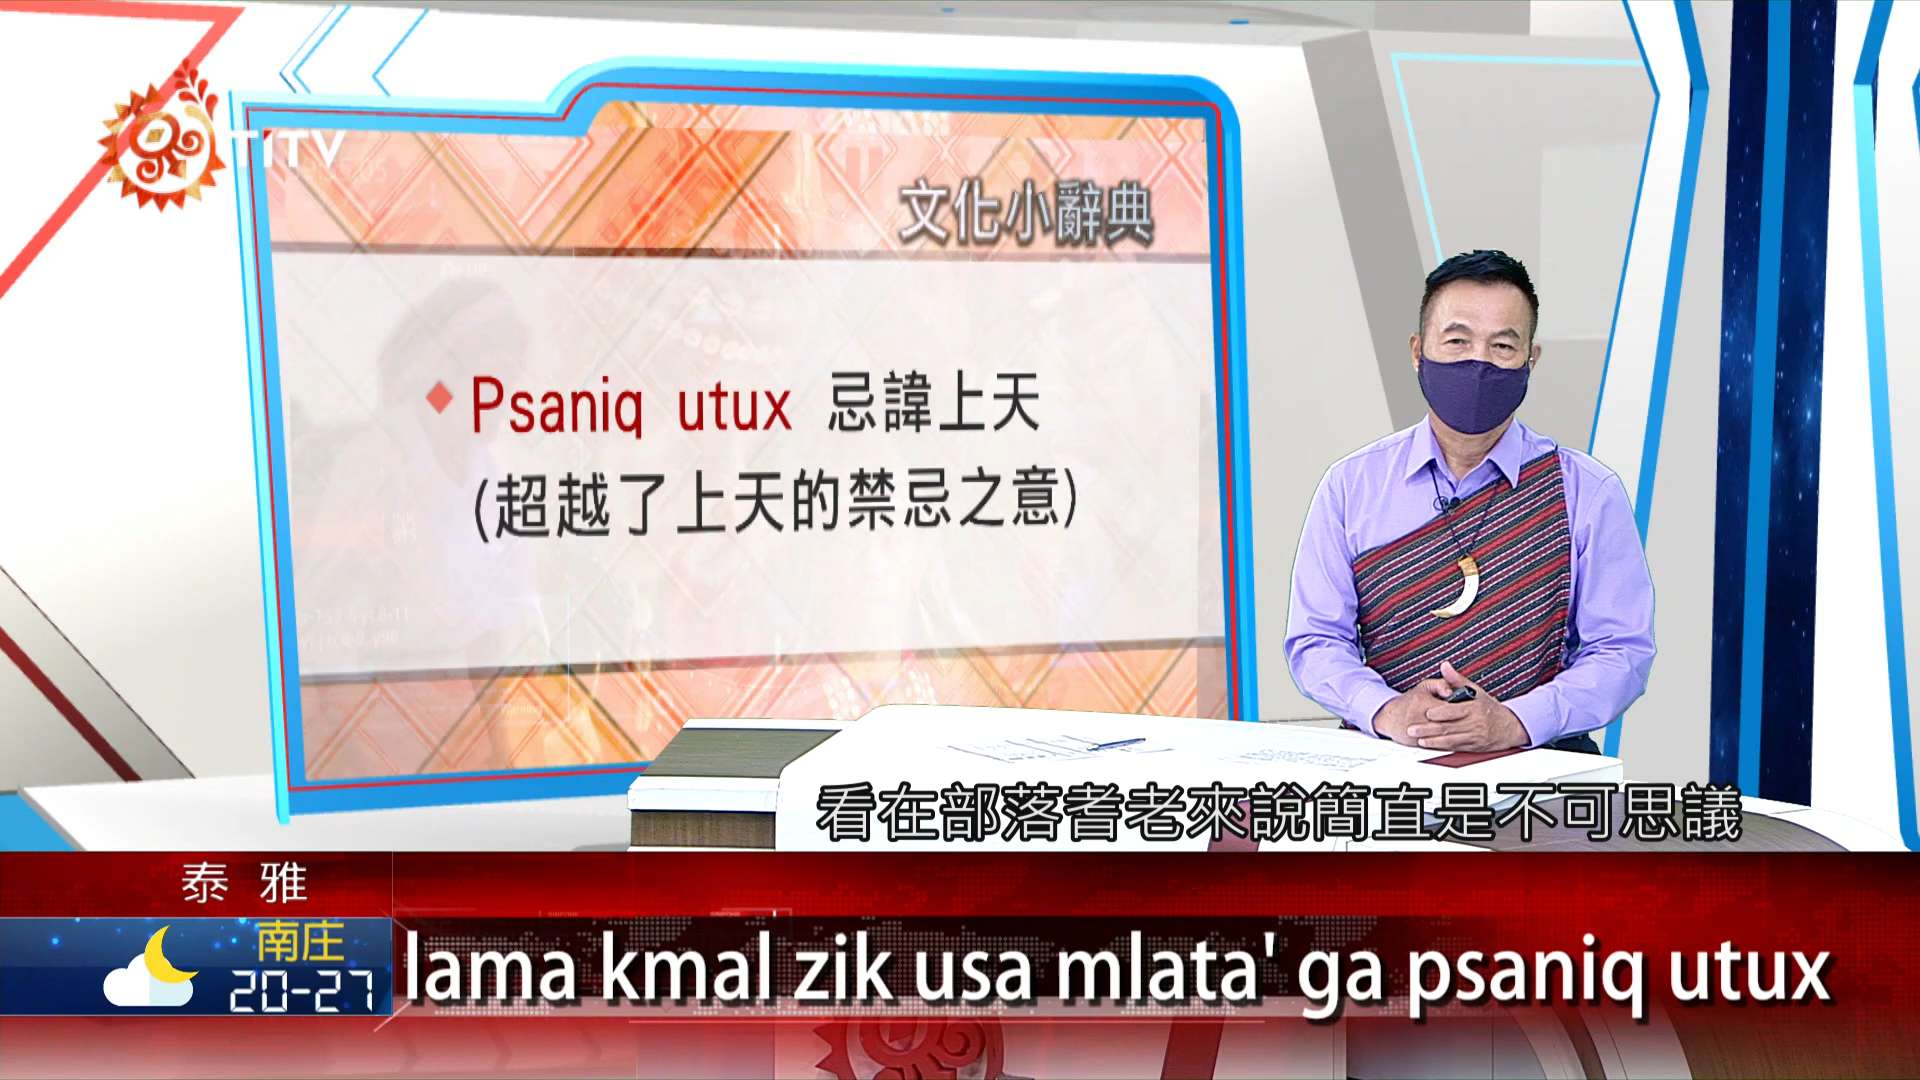 TITV
文化小辭典
Psaniq utux 忌諱上天
(超越了上天的禁忌之意)
看在部落耆老來說簡直是不可思議
泰雅
南庄
20-27
lama kmal zik usa mlata' ga psaniq utux